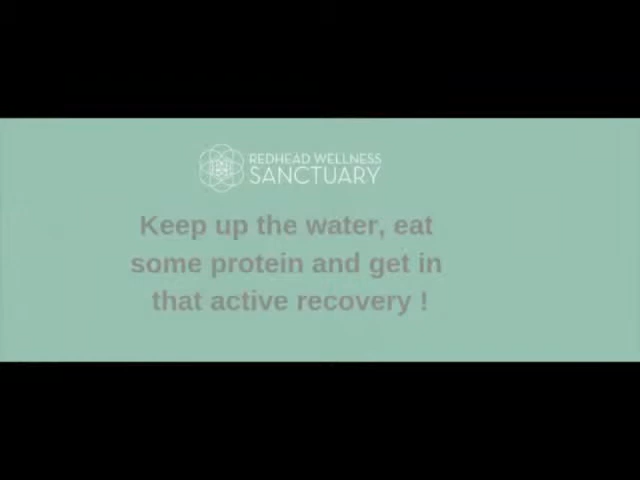 REDHEAD WELLNESS
SANCTUARY
Keep up the water, eat
some protein and get in
that active recovery !